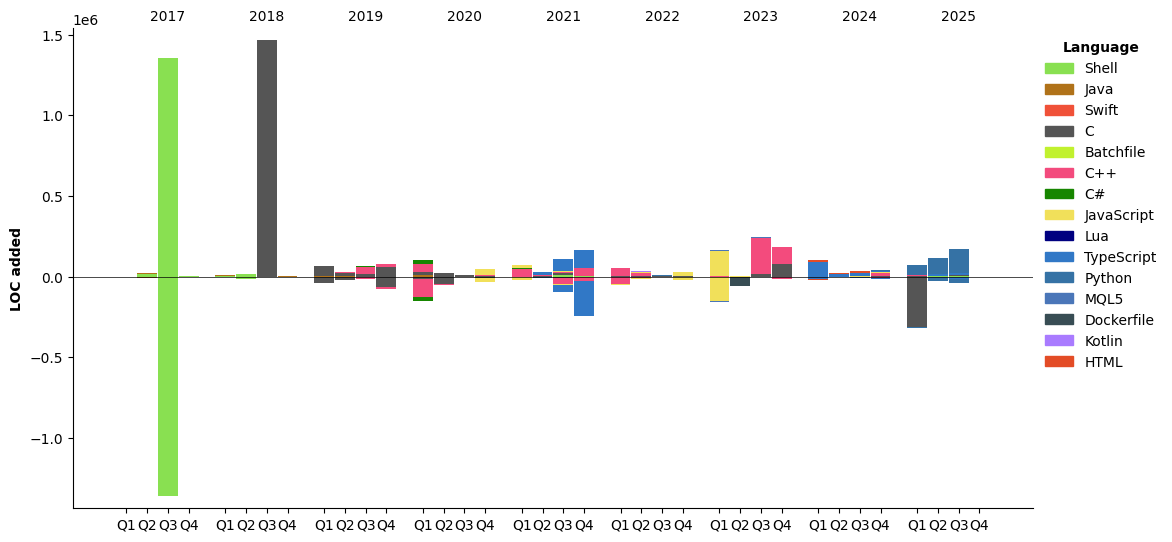 1e6
2017 2018 2019 2020 2021 2022 2023 2024 2025
1.5
1.0
0.5
0.0
−0.5
−1.0
LOC added
Q1 Q2 Q3 Q4 Q1 Q2 Q3 Q4 Q1 Q2 Q3 Q4 Q1 Q2 Q3 Q4 Q1 Q2 Q3 Q4 Q1 Q2 Q3 Q4 Q1 Q2 Q3 Q4 Q1 Q2 Q3 Q4 Q1 Q2 Q3 Q4
Language
Shell
Java
Swift
C
Batchfile
C++
C#
JavaScript
Lua
TypeScript
Python
MQL5
Dockerfile
Kotlin
HTML